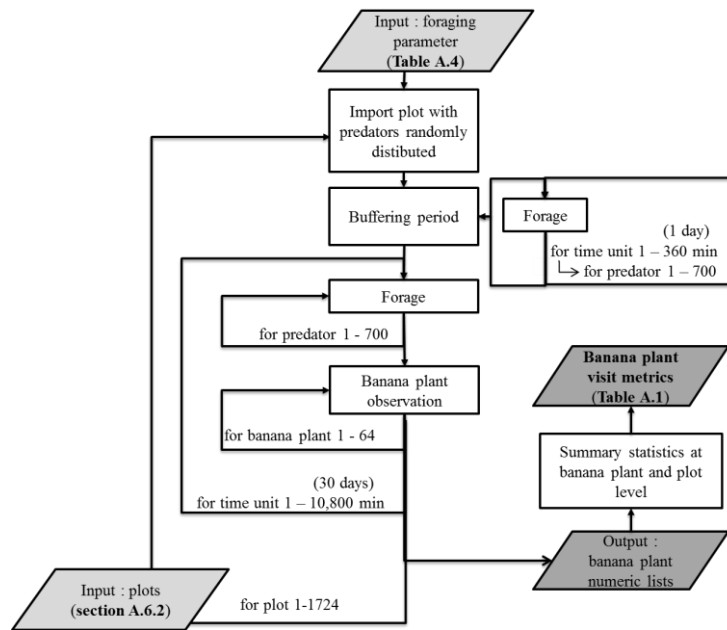 Input : foraging
parameter
(Table A.4)
Import plot with
predators randomly
distibuted
Buffering period
Forage
(1 day)
for time unit 1 – 360 min
for predator 1 – 700
Forage
for predator 1 - 700
Banana plant
observation
for banana plant 1 - 64
(30 days)
for time unit 1 – 10,800 min
Banana plant
visit metrics
(Table A.1)
Summary statistics at
banana plant and plot
level
Output :
banana plant
numeric lists
Input : plots
(section A.6.2)
for plot 1-1724